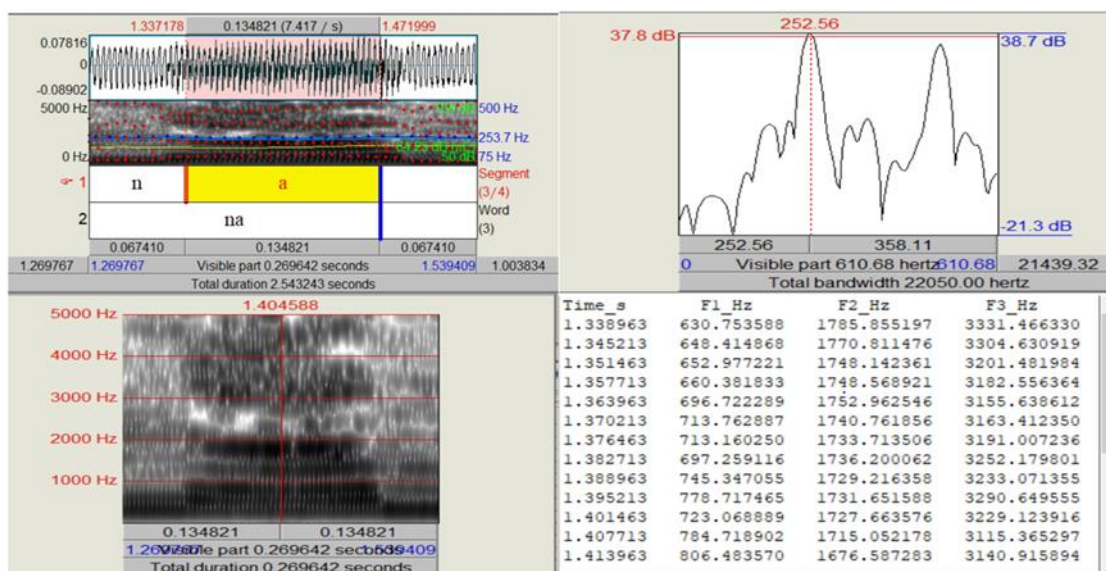 1.337178 0.134821 (7.417 / s) 1.471999
0.07816
0
-0.08902
5000 Hz 500 Hz
253.7 Hz
0 Hz 50 dB 75 Hz
1 n a Segment
(3/4)
2 na Word
(3)
0.067410 0.134821 0.067410
1.269767 1.269767 Visible part 0.269642 seconds 1.539409 1.003834
Total duration 2.543243 seconds
252.56
37.8 dB 38.7 dB
-21.3 dB
252.56 358.11
0 Visible part 610.68 hertz 610.68 21439.32
Total bandwidth 22050.00 hertz
1.404588
5000 Hz
4000 Hz
3000 Hz
2000 Hz
1000 Hz
0.134821 0.134821
1.269767 Visible part 0.269642 seconds 1.539409
Total duration 0.269642 seconds
Time_s F1_Hz F2_Hz F3_Hz
1.338963 630.753588 1785.855197 3331.466330
1.345213 648.414868 1770.811476 3304.630919
1.351463 652.977221 1748.142361 3201.481984
1.357713 660.381833 1748.568921 3182.556364
1.363963 696.722289 1752.962546 3155.638612
1.370213 713.762887 1740.761856 3163.412350
1.376463 713.160250 1733.713506 3191.007236
1.382713 697.259116 1736.200062 3252.179801
1.388963 745.347055 1729.216358 3233.071355
1.395213 778.717465 1731.651588 3290.649555
1.401463 723.068889 1727.663576 3229.123916
1.407713 784.718902 1715.052178 3115.365297
1.413963 806.483570 1676.587283 3140.915894